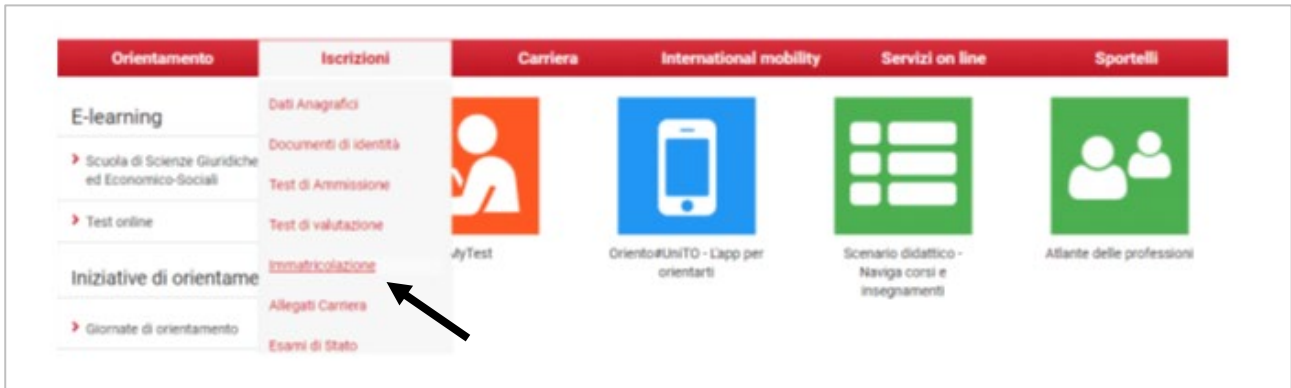 Orientamento
Iscrizioni
Carriera
International mobility
Servizi on line
Sportelli
E-learning
Scuola di Scienze Giuridiche
ed Economico-Sociali
Test online
Iniziative di orientame
Giornate di orientamento
Dati Anagrafici
Documenti di identità
Test di Ammissione
Test di valutazione
Immatricolazione
Allegati Carriera
Esami di Stato
MyTest
Oriento#UniTO - L'app per
orientarti
Scenario didattico -
Naviga corsi e
insegnamenti
Atlante delle professioni